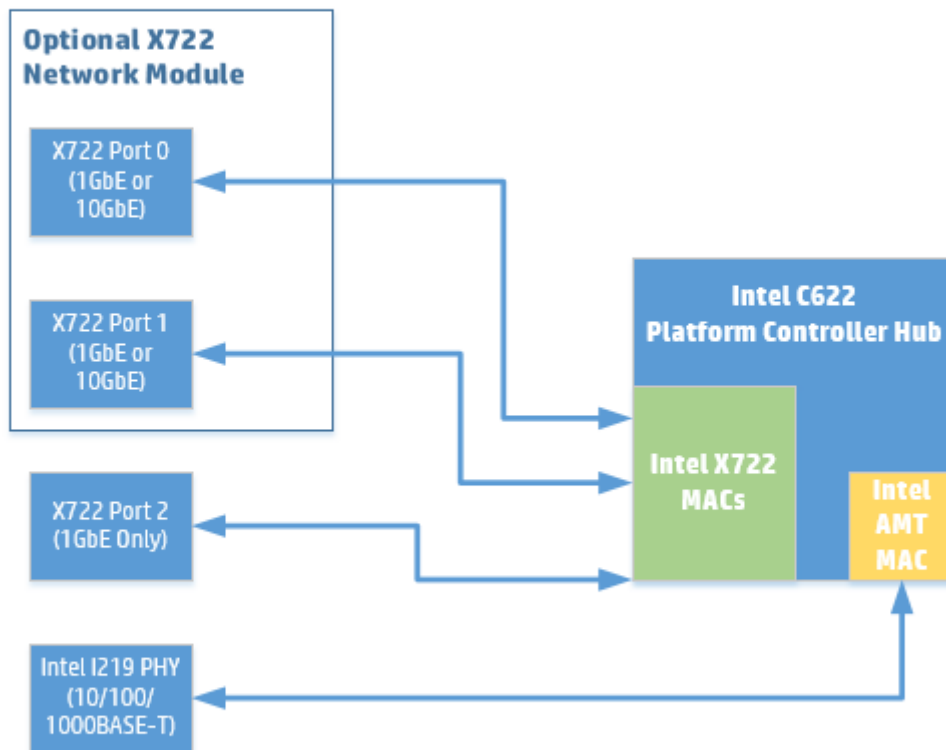 Optional X722
Network Module
X722 Port 0
(1GbE or
10GbE)
X722 Port 1
(1GbE or
10GbE)
X722 Port 2
(1GbE Only)
Intel I219 PHY
(10/100/
1000BASE-T)
Intel C622
Platform Controller Hub
Intel X722
MACs
Intel
AMT
MAC